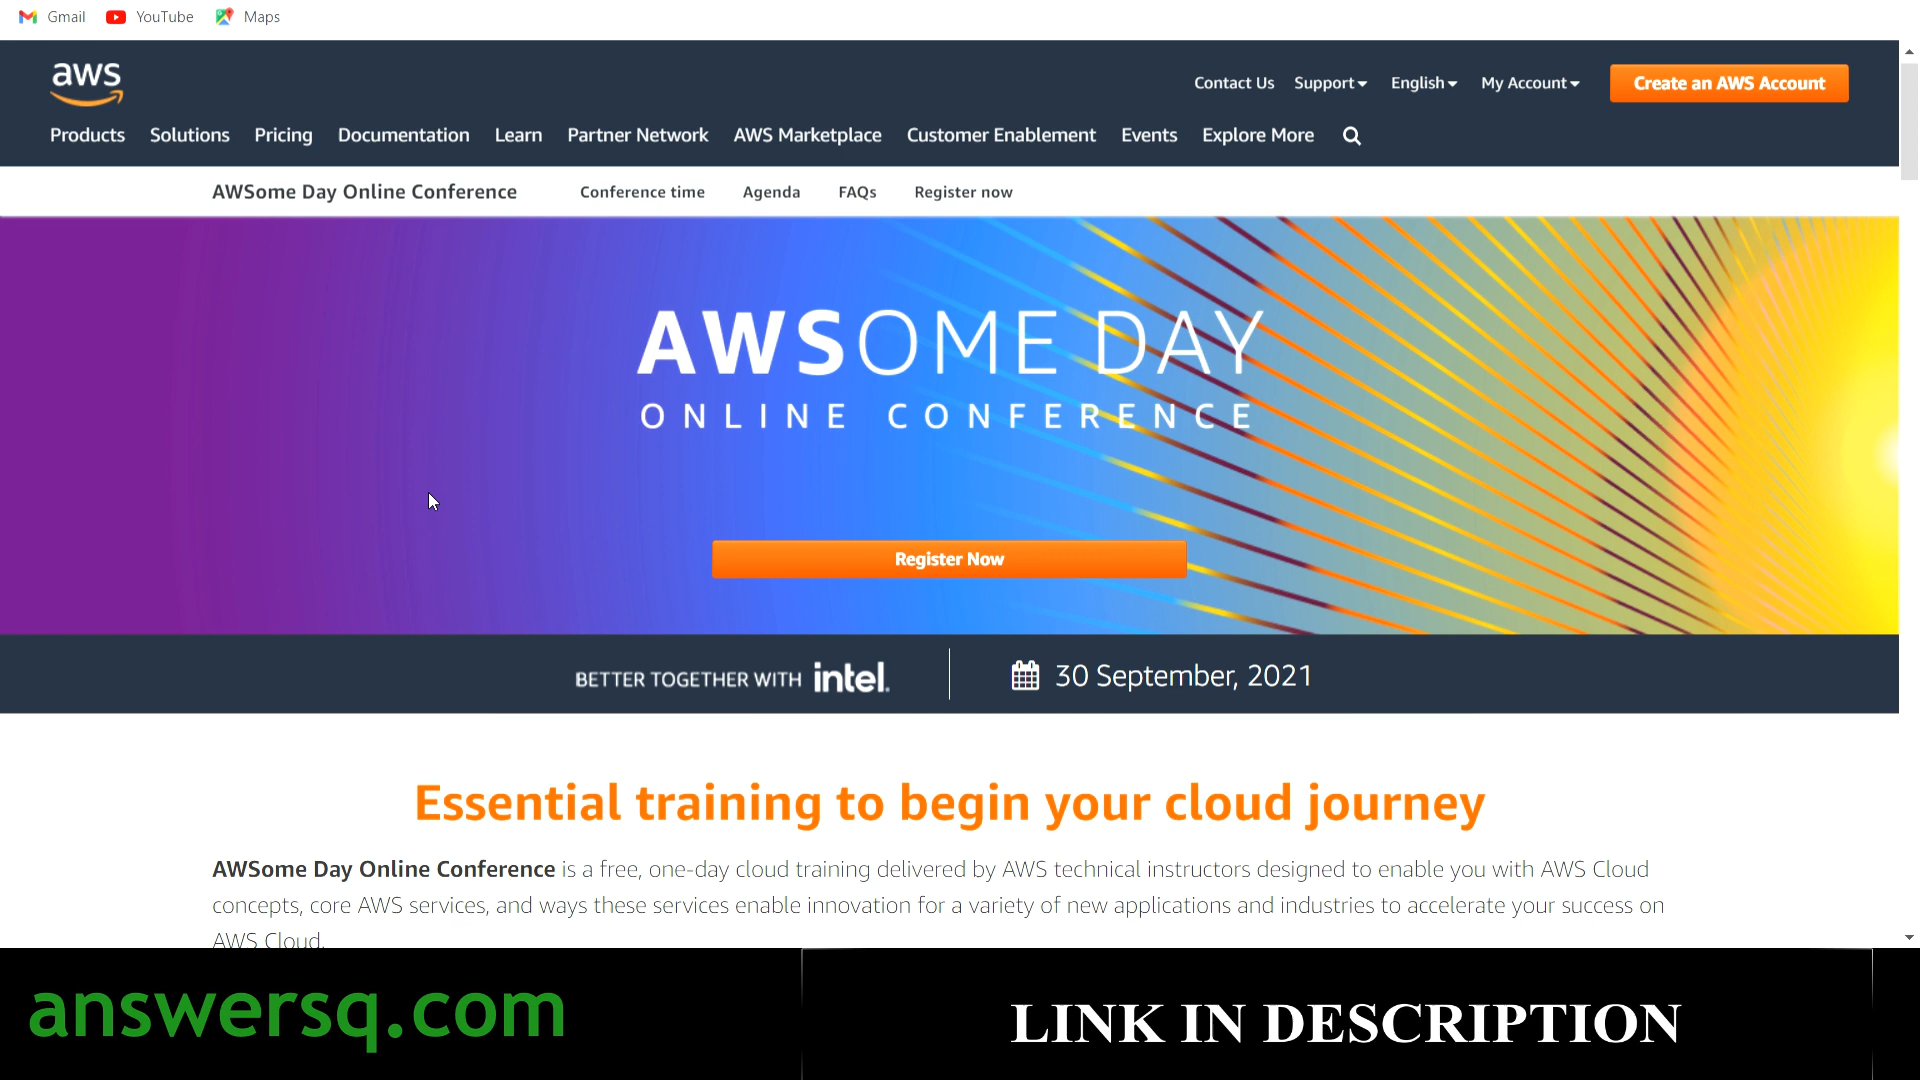 Gmail YouTube Maps
aws
Contact Us Support English My Account Create an AWS Account
Products Solutions Pricing Documentation Learn Partner Network AWS Marketplace Customer Enablement Events Explore More
AWSome Day Online Conference Conference time Agenda FAQs Register now
AWSOME DAY
ONLINE CONFERENCE
Register Now
BETTER TOGETHER WITH intel. 30 September, 2021
Essential training to begin your cloud journey
AWSome Day Online Conference is a free, one-day cloud training delivered by AWS technical instructors designed to enable you with AWS Cloud
concepts, core AWS services, and ways these services enable innovation for a variety of new applications and industries to accelerate your success on
AWS Cloud.
answersq.com LINK IN DESCRIPTION